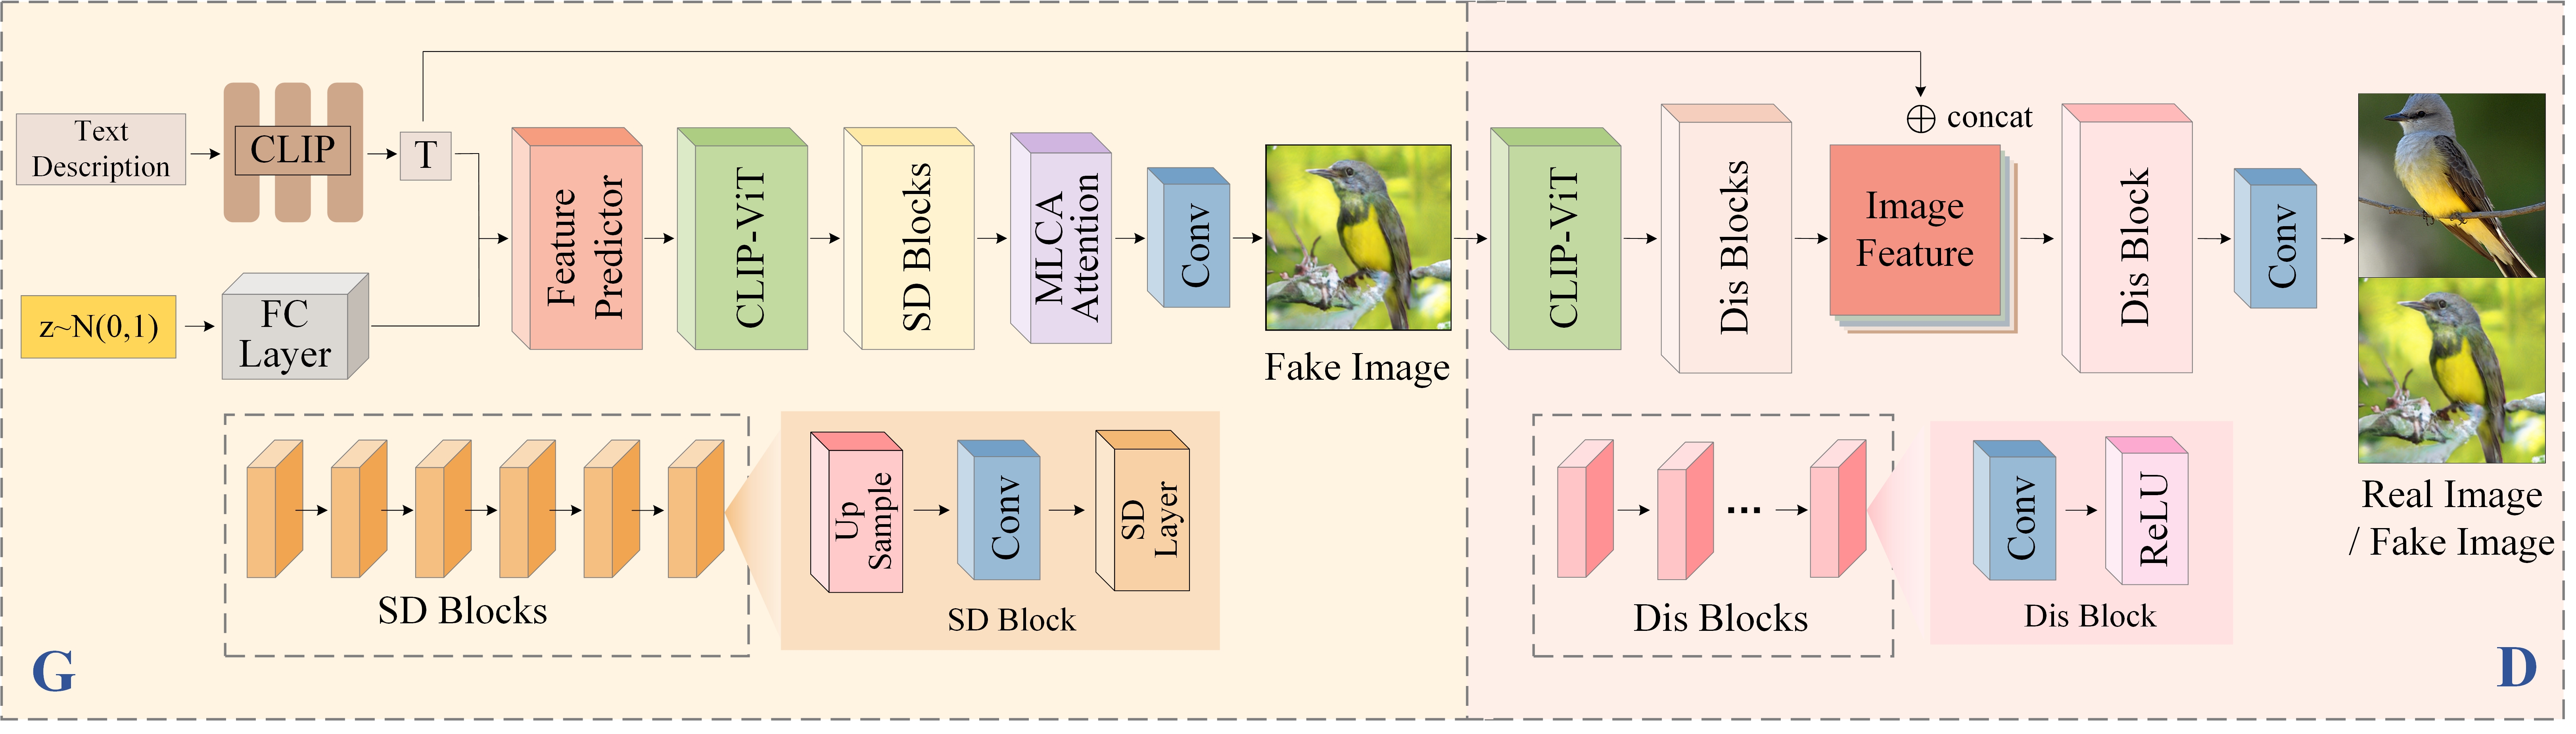 Text
Description
CLIP
T
z~N(0,1)
FC
Layer
Feature
Predictor
CLIP-ViT
SD Blocks
MLCA
Attention
Conv
Fake Image
CLIP-ViT
Dis Blocks
concat
Image
Feature
Dis Block
Conv
Real Image
/ Fake Image
SD Blocks
Up
Sample
Conv
SD
Layer
SD Block
G
...
Dis Blocks
Conv
ReLU
Dis Block
D